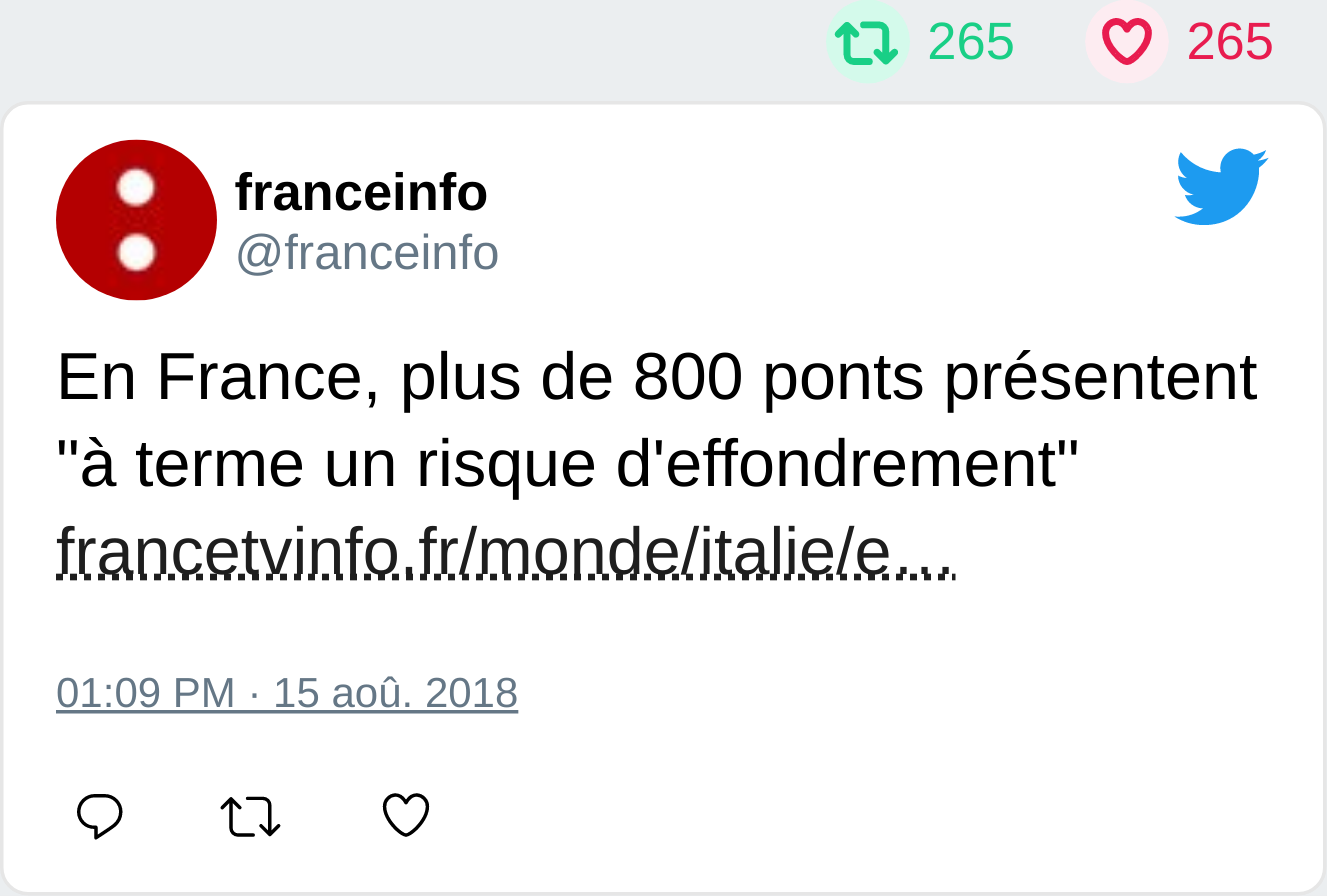 265 265
franceinfo
@franceinfo
En France, plus de 800 ponts présentent
"à terme un risque d'effondrement"
francetvinfo.fr/monde/italie/e...
01:09 PM · 15 aoû. 2018